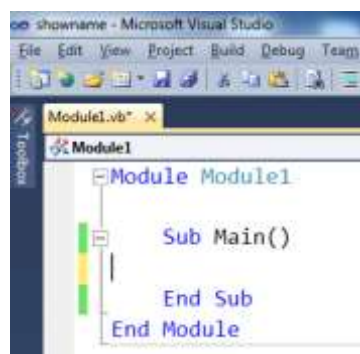 showname - Microsoft Visual Studio
File Edit View Project Build Debug Team
Toolbox
Module1.vb* ×
Module1
Module Module1
Sub Main()
End Sub
End Module